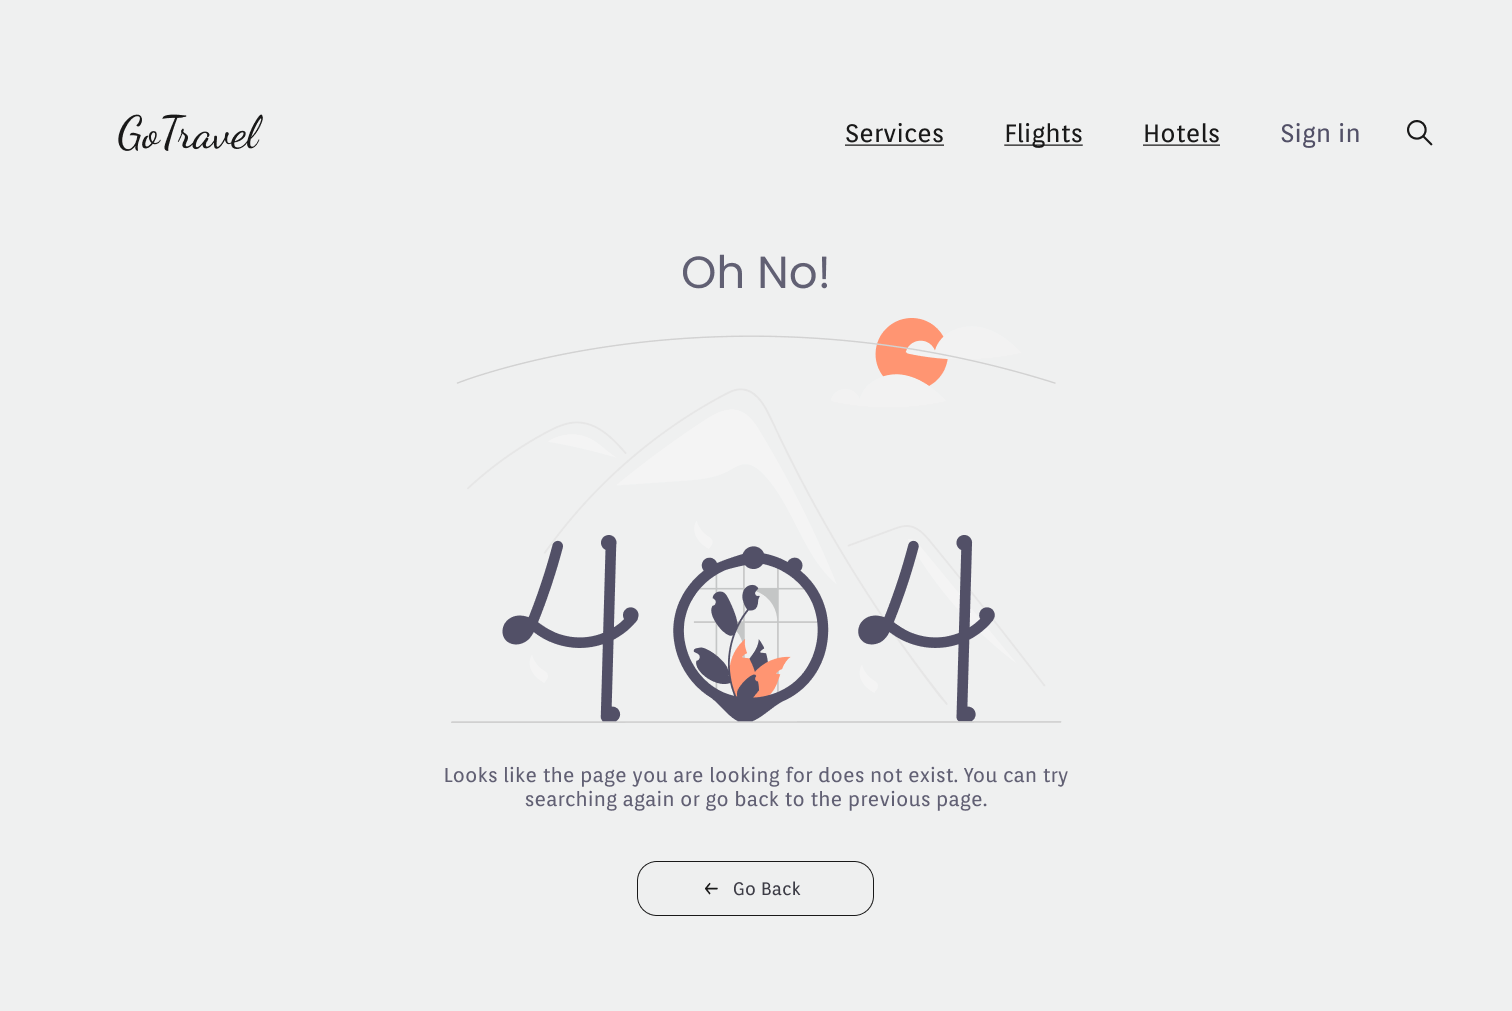 GoTravel
Services Flights Hotels Sign in
Oh No!
404
Looks like the page you are looking for does not exist. You can try
searching again or go back to the previous page.
Go Back